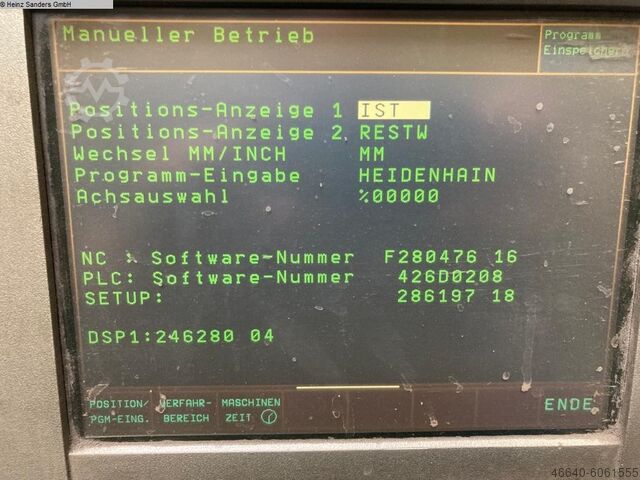 © Heinz Sanders GmbH
Manueller Betrieb
Programm
Einspeichern
Positions-Anzeige 1 IST
Positions-Anzeige 2 RESTW
Wechsel MM/INCH MM
Programm-Eingabe HEIDENHAIN
Achsauswahl %00000
NC : Software-Nummer F280476 16
PLC: Software-Nummer 426D0208
SETUP: 286197 18
DSP1:246280 04
POSITION/ VERFAHR- MASCHINEN
PGM-EING. BEREICH ZEIT ENDE
46640-6061555